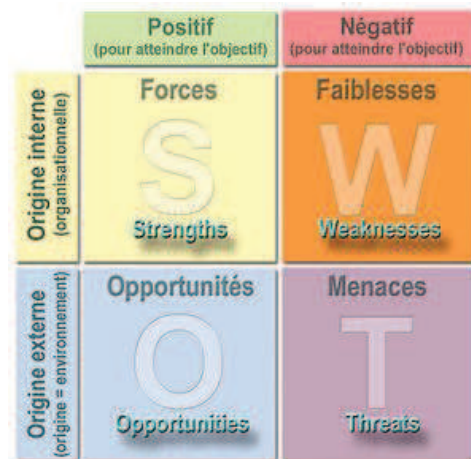 Positif
(pour atteindre l'objectif)
Négatif
(pour atteindre l'objectif)
Origine interne
(organisationnelle)
Forces
S
Strengths
Faiblesses
W
Weaknesses
Origine externe
(origine = environnement)
Opportunités
O
Opportunities
Menaces
T
Threats